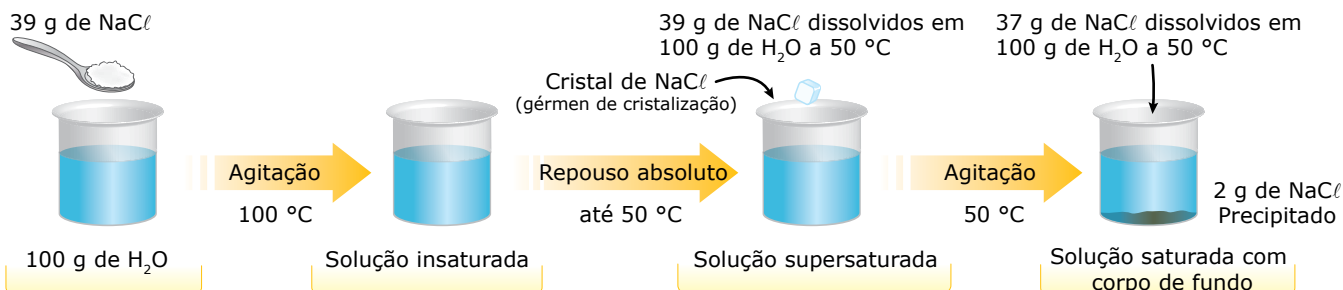 39 g de NaCℓ
100 g de H₂O
Agitação
100 °C
Solução insaturada
Repouso absoluto
até 50 °C
39 g de NaCℓ dissolvidos em
100 g de H₂O a 50 °C
Cristal de NaCℓ
(gérmen de cristalização)
Solução supersaturada
Agitação
50 °C
37 g de NaCℓ dissolvidos em
100 g de H₂O a 50 °C
2 g de NaCℓ
Precipitado
Solução saturada com
corpo de fundo